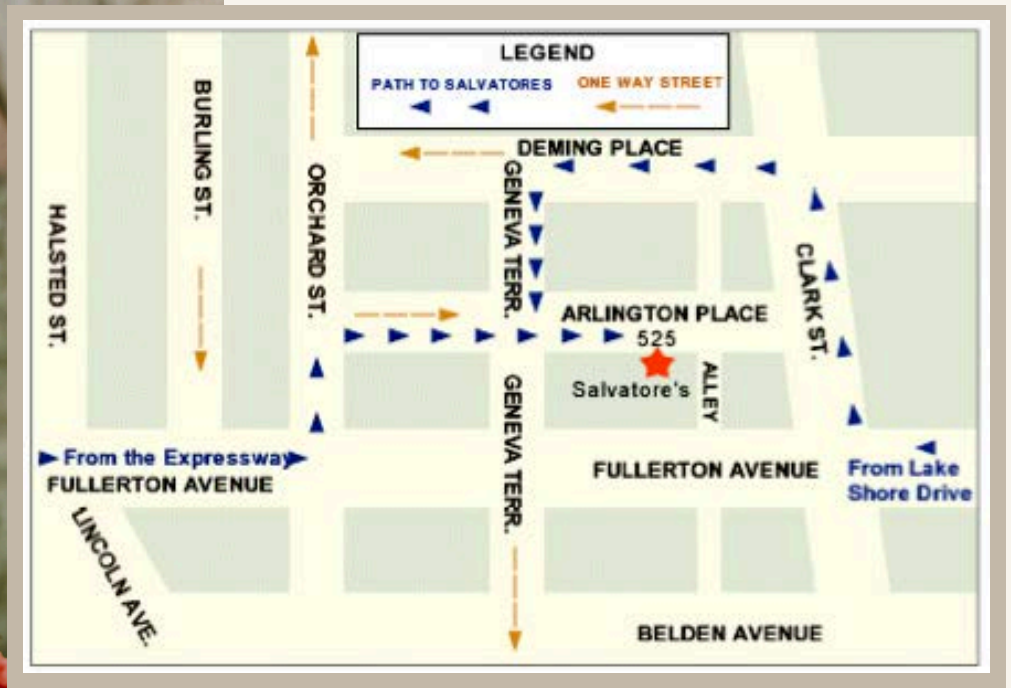 LEGEND
PATH TO SALVATORES
ONE WAY STREET
DEMING PLACE
BURLING ST.
ORCHARD ST.
GENEVA TERR.
HALSTED ST.
CLARK ST.
ARLINGTON PLACE
525
Salvatore's
ALLEY
GENEVA TERR.
From the Expressway
FULLERTON AVENUE
FULLERTON AVENUE
From Lake
Shore Drive
LINCOLN AVE.
BELDEN AVENUE